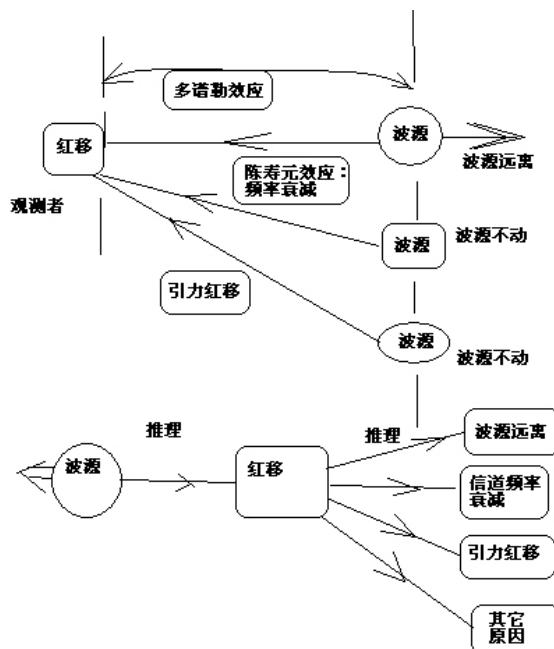 多谱勒效应
红移
波源
波源远离
陈寿元效应：
频率衰减
观测者
波源
波源不动
引力红移
波源
波源不动
推理
推理
波源远离
波源
红移
信道频率
衰减
引力红移
其它
原因